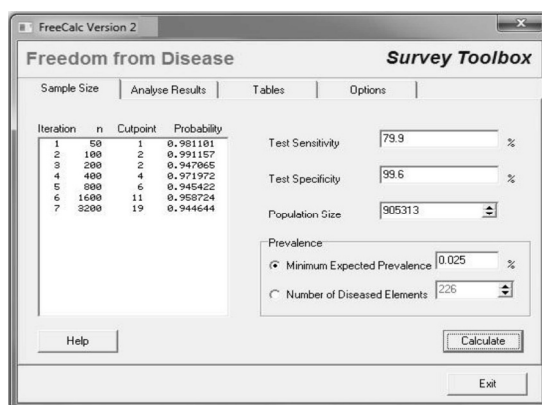 FreeCalc Version 2
Freedom from Disease Survey Toolbox
Sample Size Analyse Results Tables Options
Iteration n Cutpoint Probability
1 50 1 0.981101
2 100 2 0.991157
3 200 2 0.947065
4 400 4 0.971972
5 800 6 0.945422
6 1600 11 0.958724
7 3200 19 0.944644
Test Sensitivity 79.9 %
Test Specificity 99.6 %
Population Size 905313
Prevalence
Minimum Expected Prevalence 0.025 %
Number of Diseased Elements 226
Help Calculate
Exit